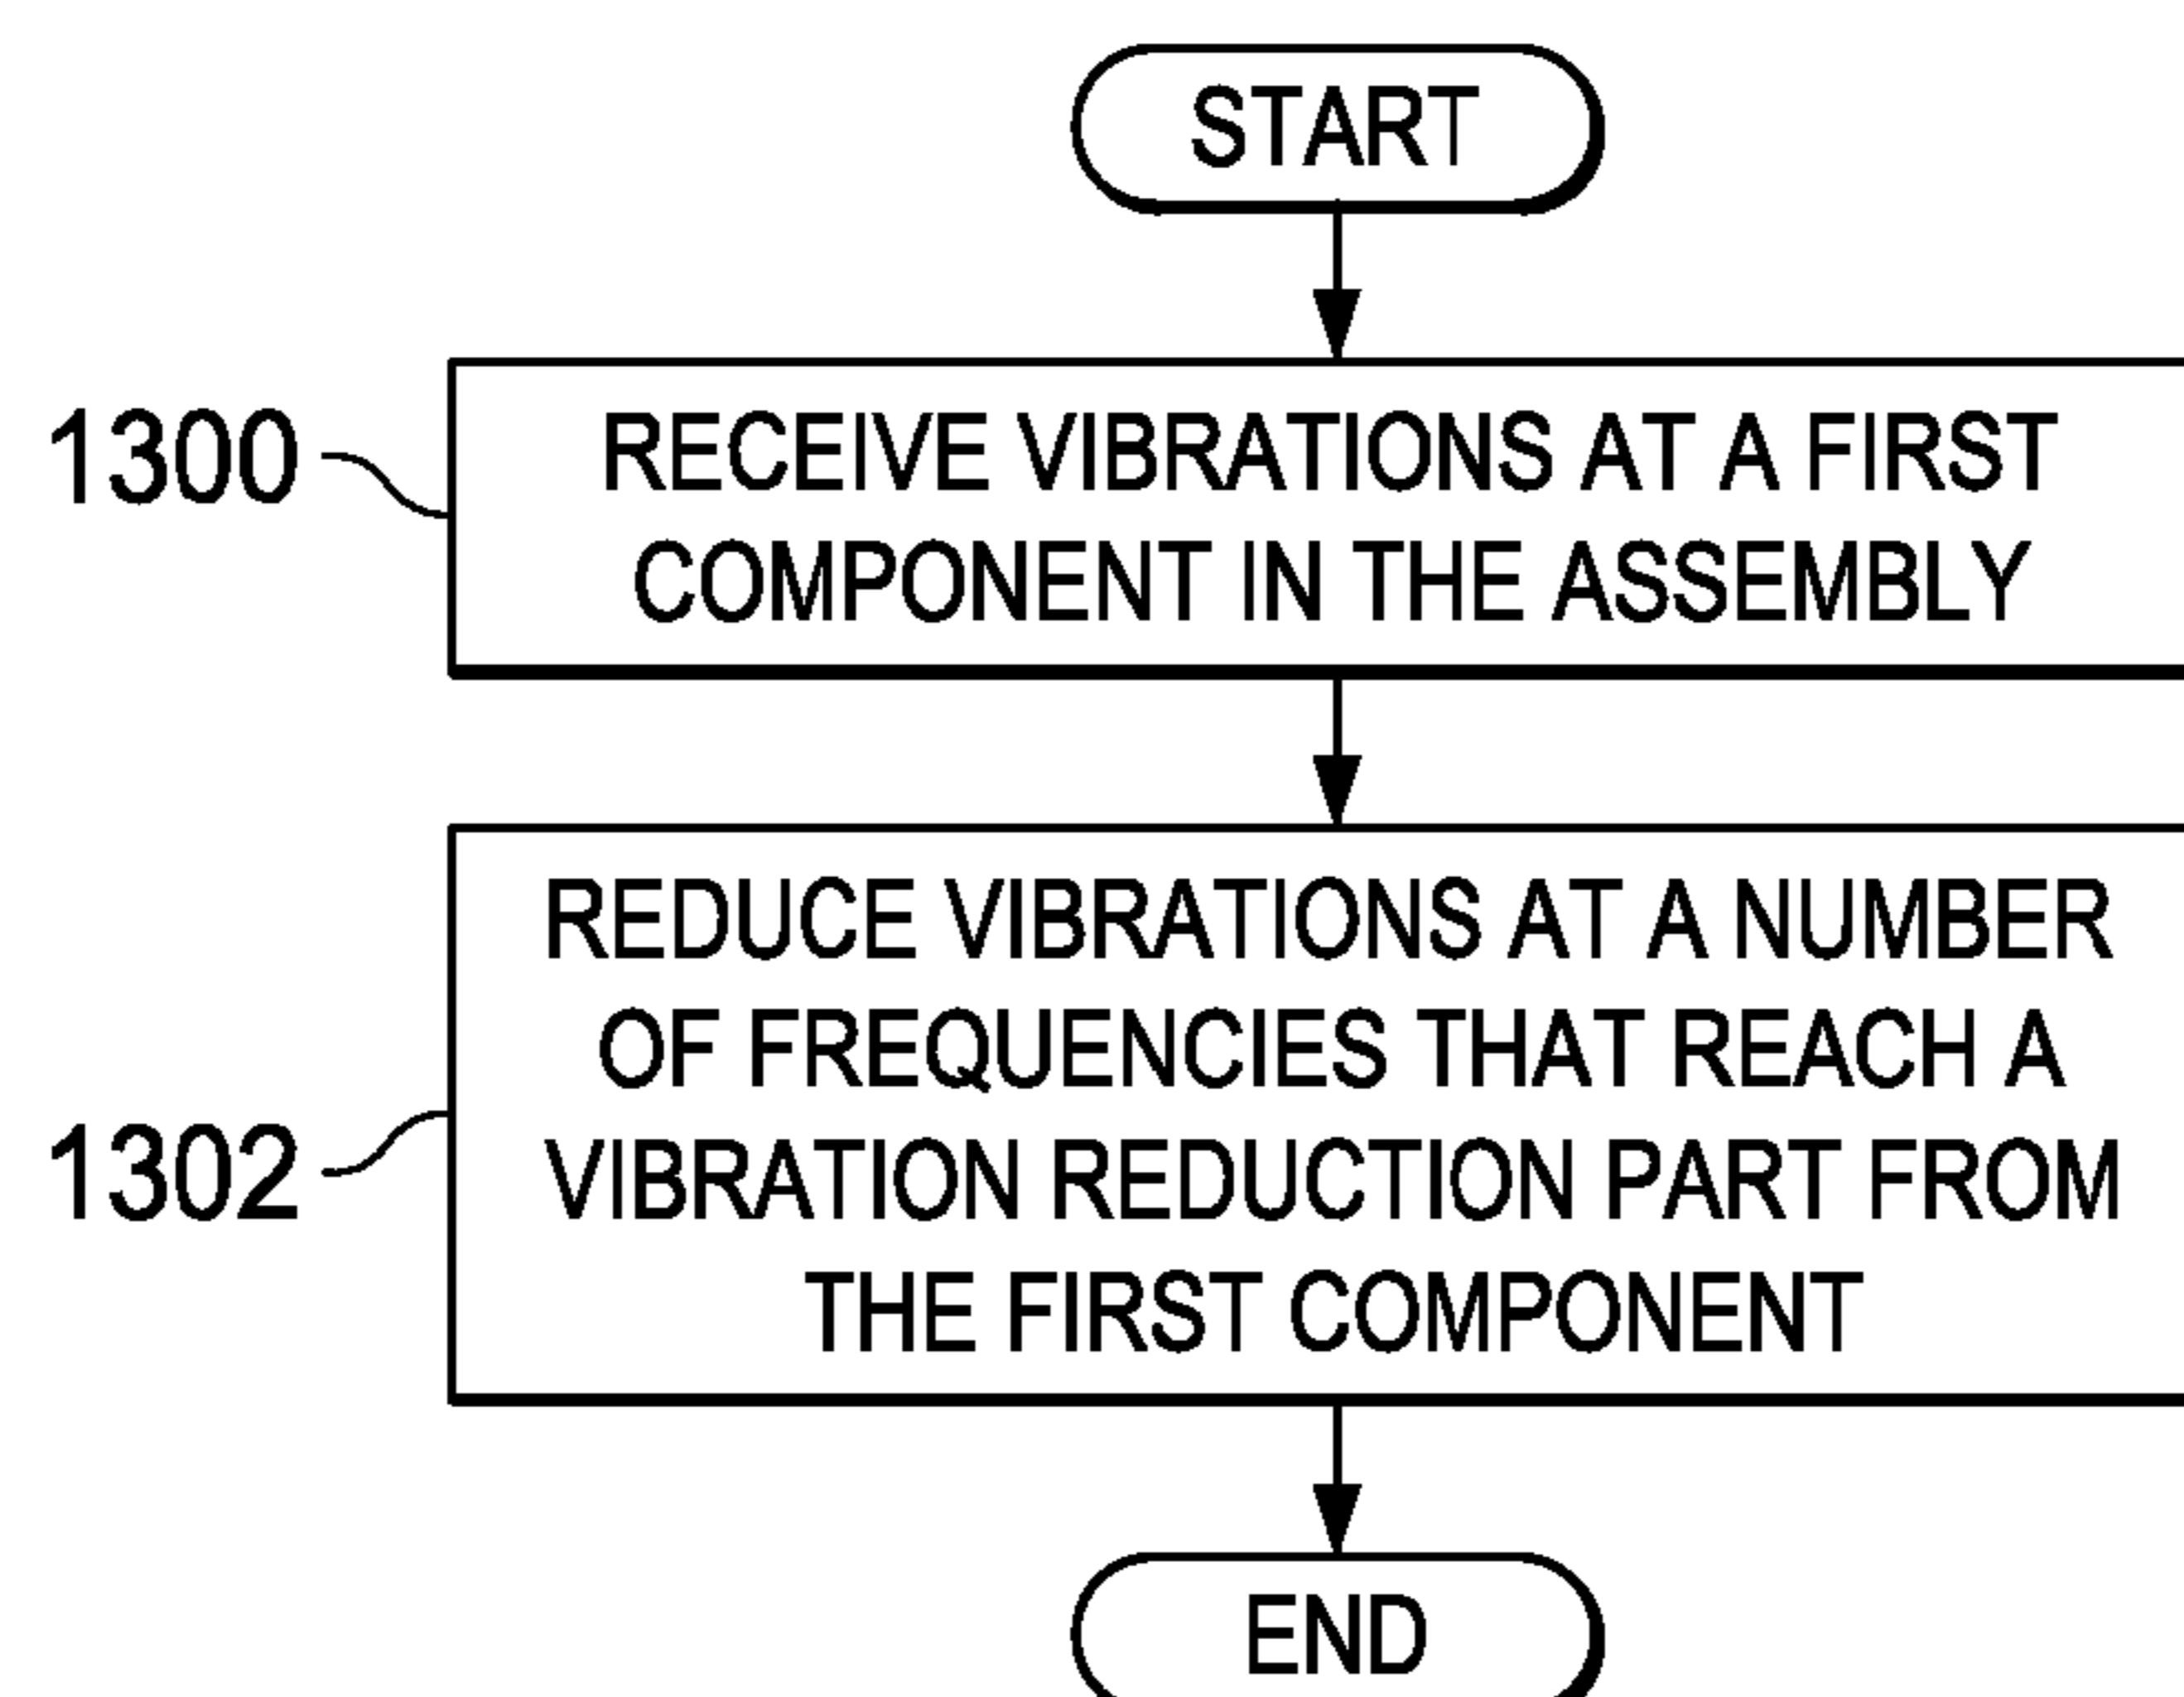 START
1300
RECEIVE VIBRATIONS AT A FIRST
COMPONENT IN THE ASSEMBLY
REDUCE VIBRATIONS AT A NUMBER
OF FREQUENCIES THAT REACH A
1302
VIBRATION REDUCTION PART FROM
THE FIRST COMPONENT
END